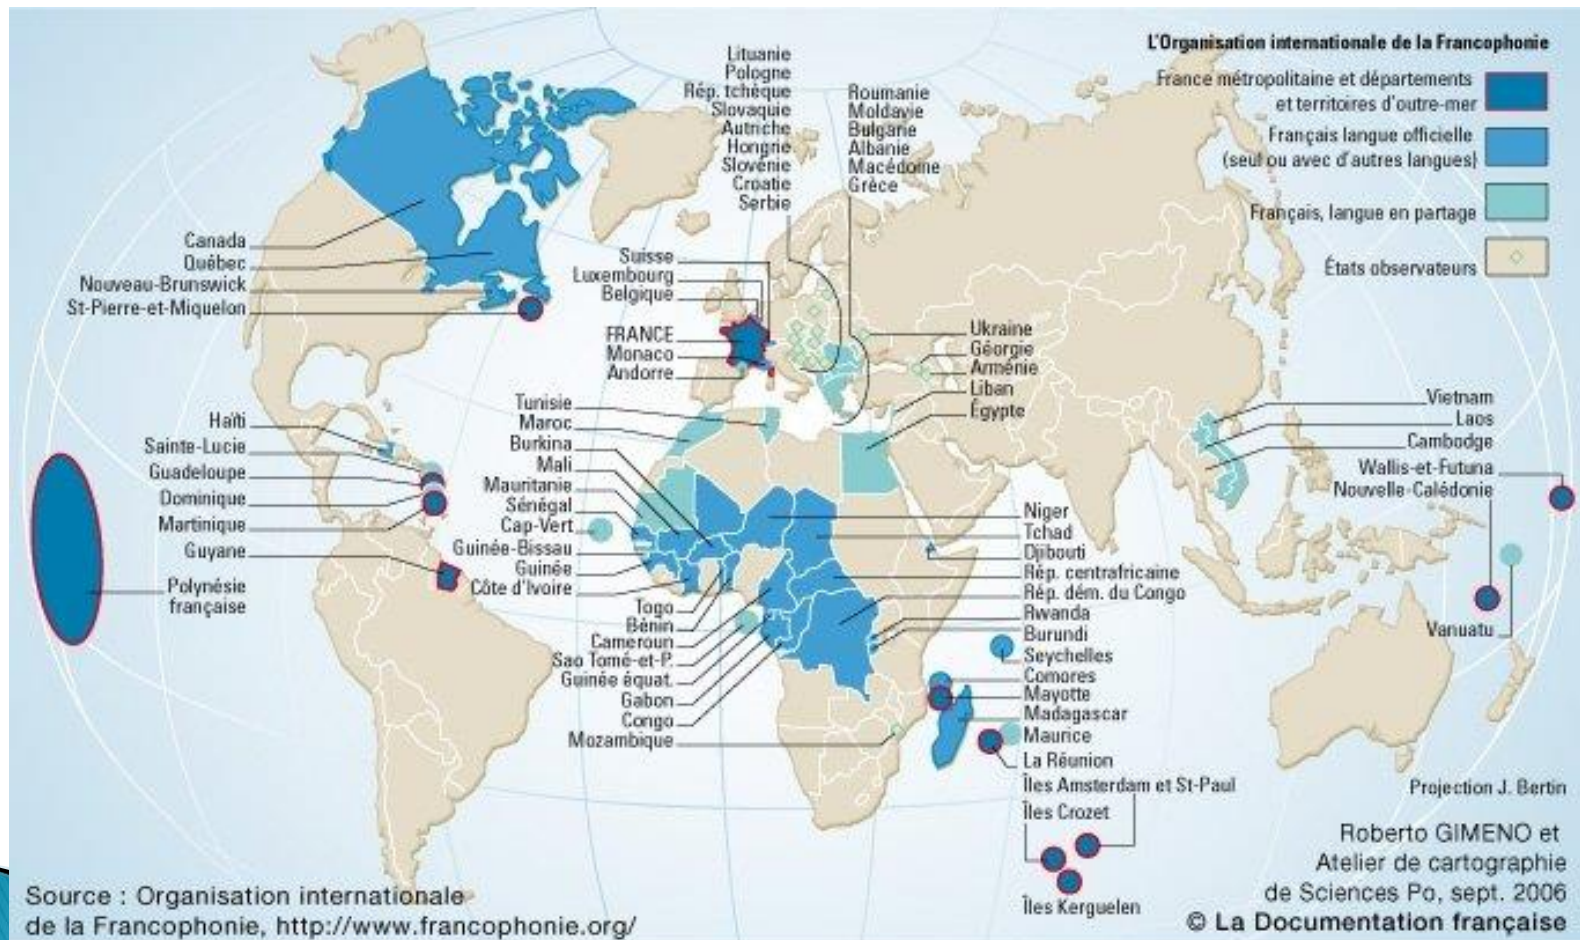 L'Organisation internationale de la Francophonie
France métropolitaine et départements
et territoires d'outre-mer
Français langue officielle
(seul ou avec d'autres langues)
Français, langue en partage
États observateurs
Lituanie
Pologne
Rép. tchèque
Slovaquie
Autriche
Hongrie
Slovénie
Croatie
Serbie
Roumanie
Moldavie
Bulgarie
Albanie
Macédoine
Grèce
Canada
Québec
Nouveau-Brunswick
St-Pierre-et-Miquelon
Suisse
Luxembourg
Belgique
FRANCE
Monaco
Andorre
Ukraine
Géorgie
Arménie
Liban
Égypte
Haïti
Sainte-Lucie
Guadeloupe
Dominique
Martinique
Guyane
Polynésie
française
Tunisie
Maroc
Burkina
Mali
Mauritanie
Sénégal
Cap-Vert
Guinée-Bissau
Guinée
Côte d'Ivoire
Togo
Bénin
Cameroun
Sao Tomé-et-P.
Guinée équat.
Gabon
Congo
Mozambique
Niger
Tchad
Djibouti
Rép. centrafricaine
Rép. dém. du Congo
Rwanda
Burundi
Seychelles
Comores
Mayotte
Madagascar
Maurice
La Réunion
Îles Amsterdam et St-Paul
Îles Crozet
Îles Kerguelen
Vietnam
Laos
Cambodge
Wallis-et-Futuna
Nouvelle-Calédonie
Vanuatu
Projection J. Bertin
Roberto GIMENO et
Atelier de cartographie
de Sciences Po, sept. 2006
© La Documentation française
Source : Organisation internationale
de la Francophonie, http://www.francophonie.org/